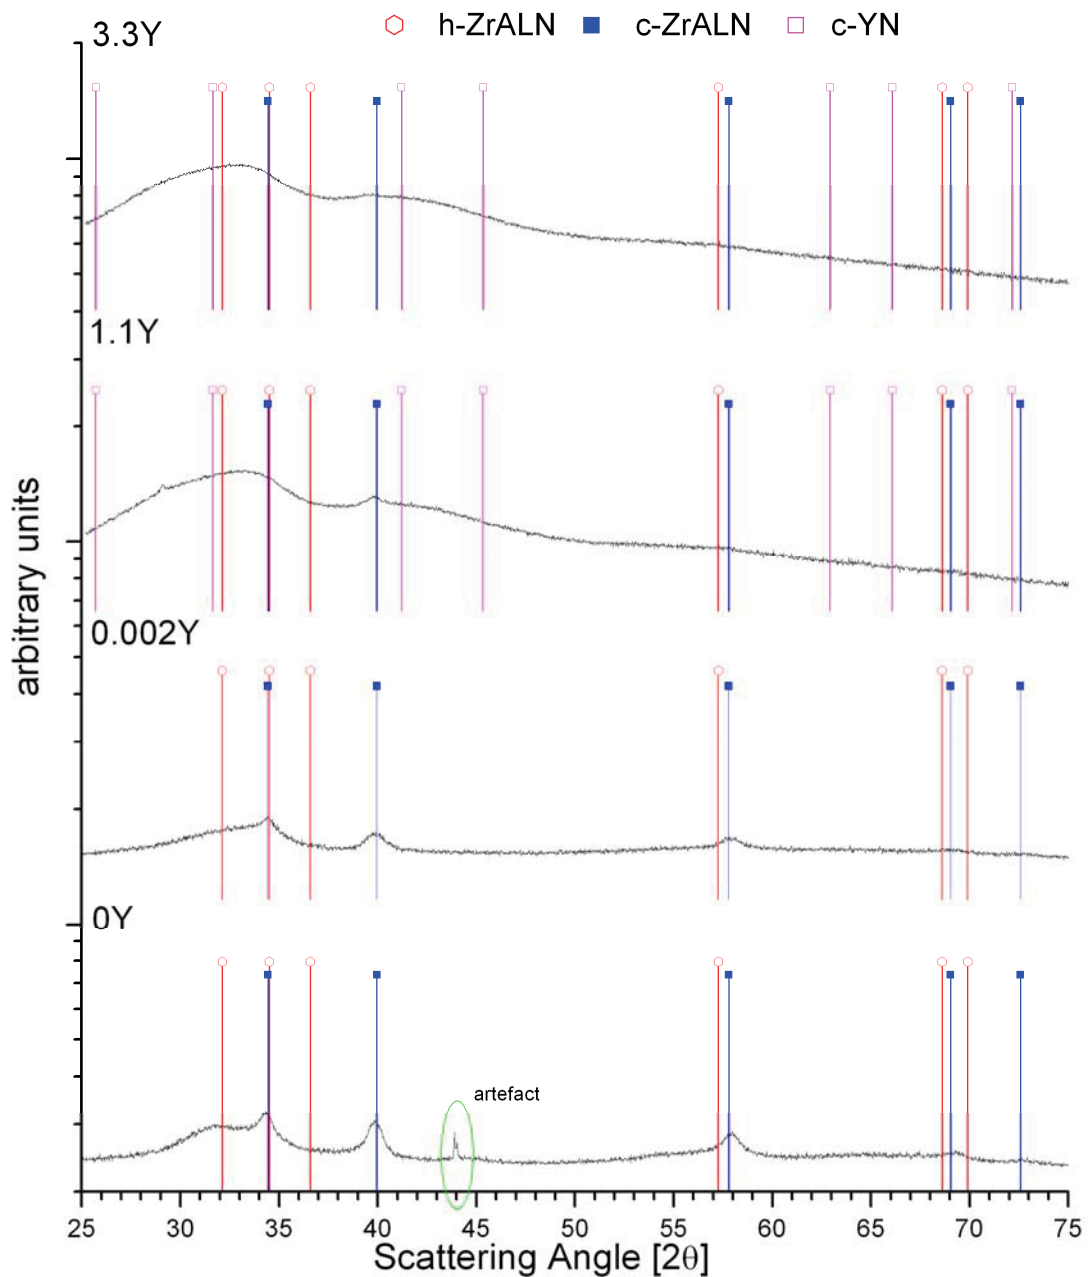 h-ZrALN c-ZrALN c-YN
3.3Y
1.1Y
0.002Y
0Y
artefact
arbitrary units
25 30 35 40 45 50 55 60 65 70 75
Scattering Angle [2θ]